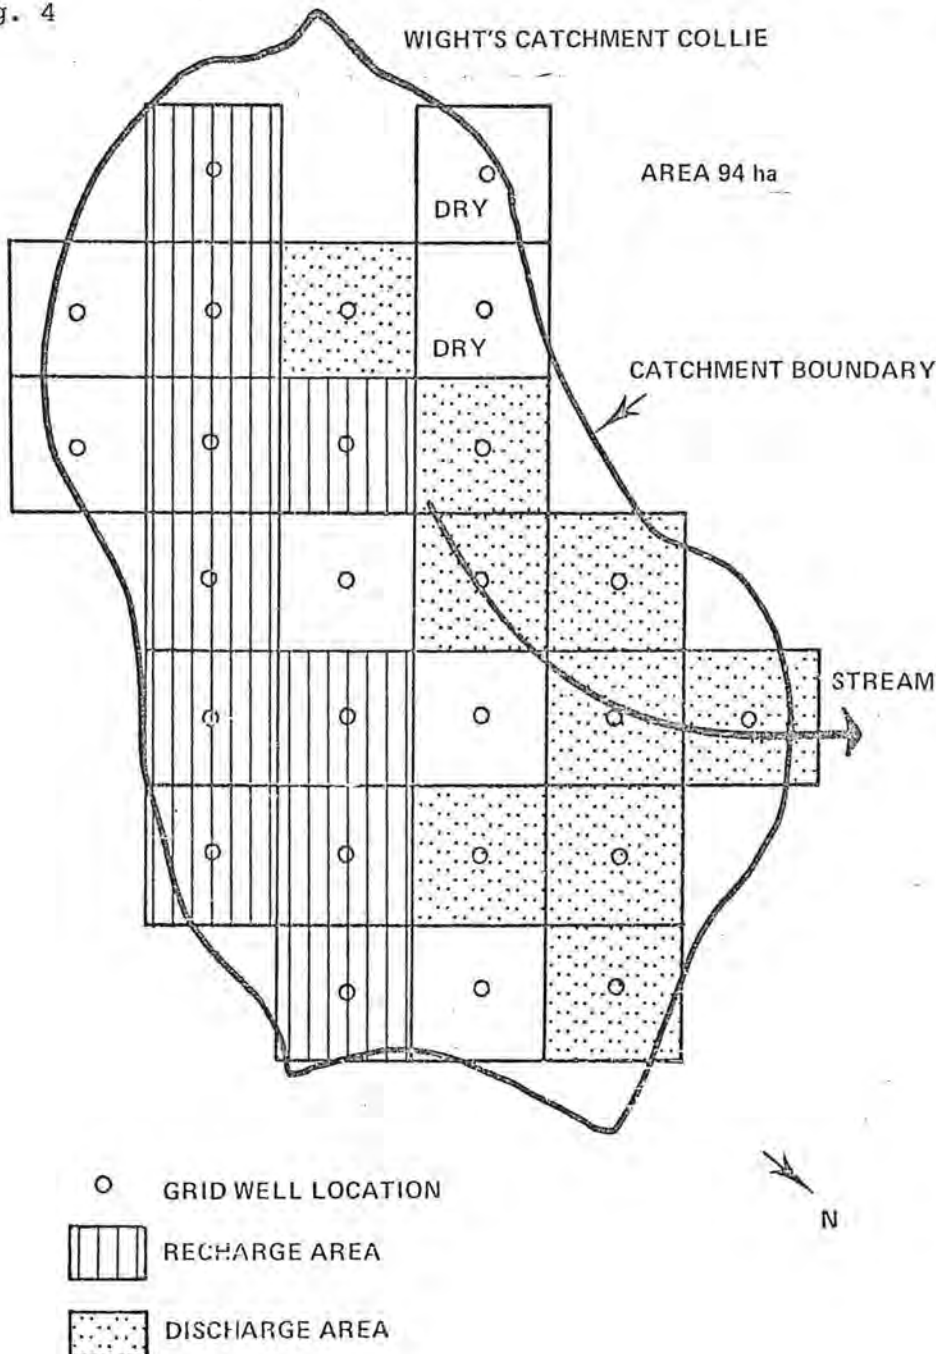 g. 4
WIGHT'S CATCHMENT COLLIE
AREA 94 ha
DRY
DRY
CATCHMENT BOUNDARY
STREAM
N
GRID WELL LOCATION
RECHARGE AREA
DISCHARGE AREA